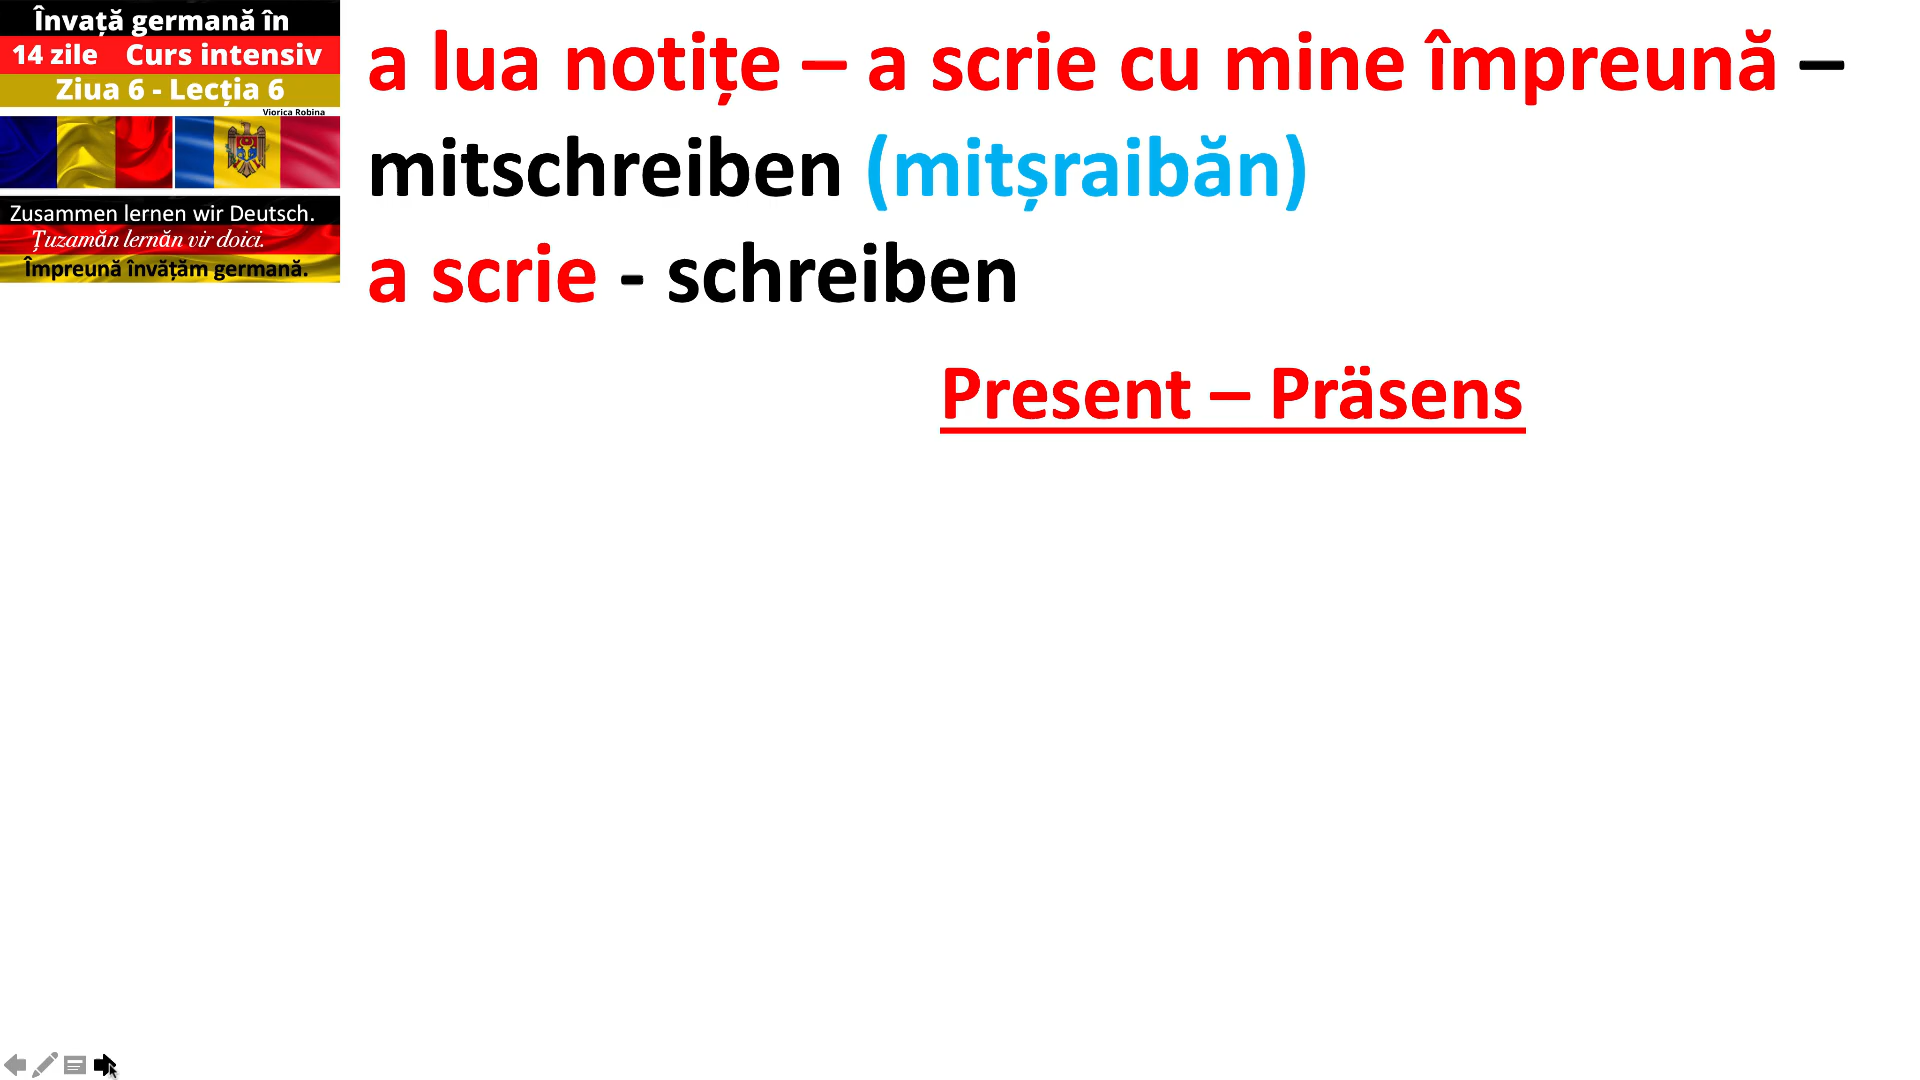 Învață germană în
14 zile Curs intensiv
Ziua 6 - Lecția 6
Viorica Robina
Zusammen lernen wir Deutsch.
Țuzamăn lernăn vir doici.
Împreună învățăm germană.
a lua notițe – a scrie cu mine împreună –
mitschreiben (mitșraibăn)
a scrie - schreiben
Present – Präsens